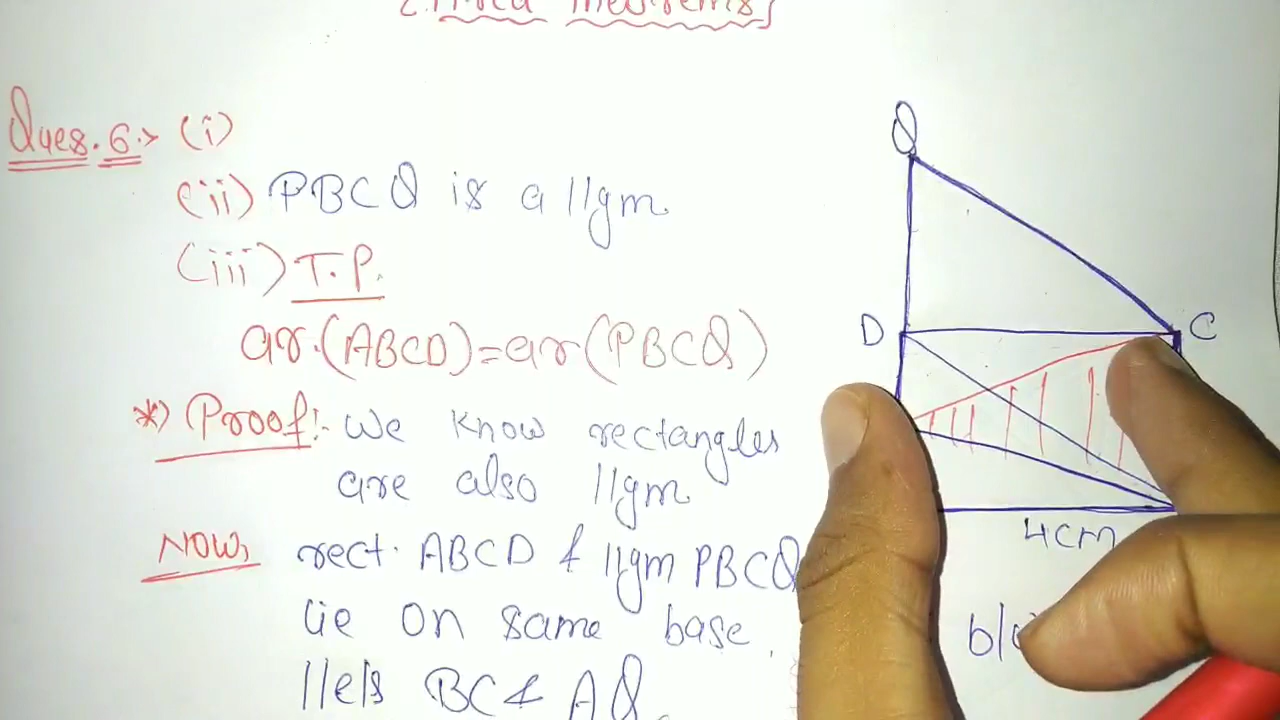 Theorems}
Ques. 6:> (i)
(ii) PBCQ is a ||gm
(iii) T.P.
ar.(ABCD)=ar(PBCQ)
*) Proof:- We know rectangles
are also ||gm
Now, rect. ABCD & ||gm PBCQ
lie on same base
||els BC & AQ
Q
D
C
4cm